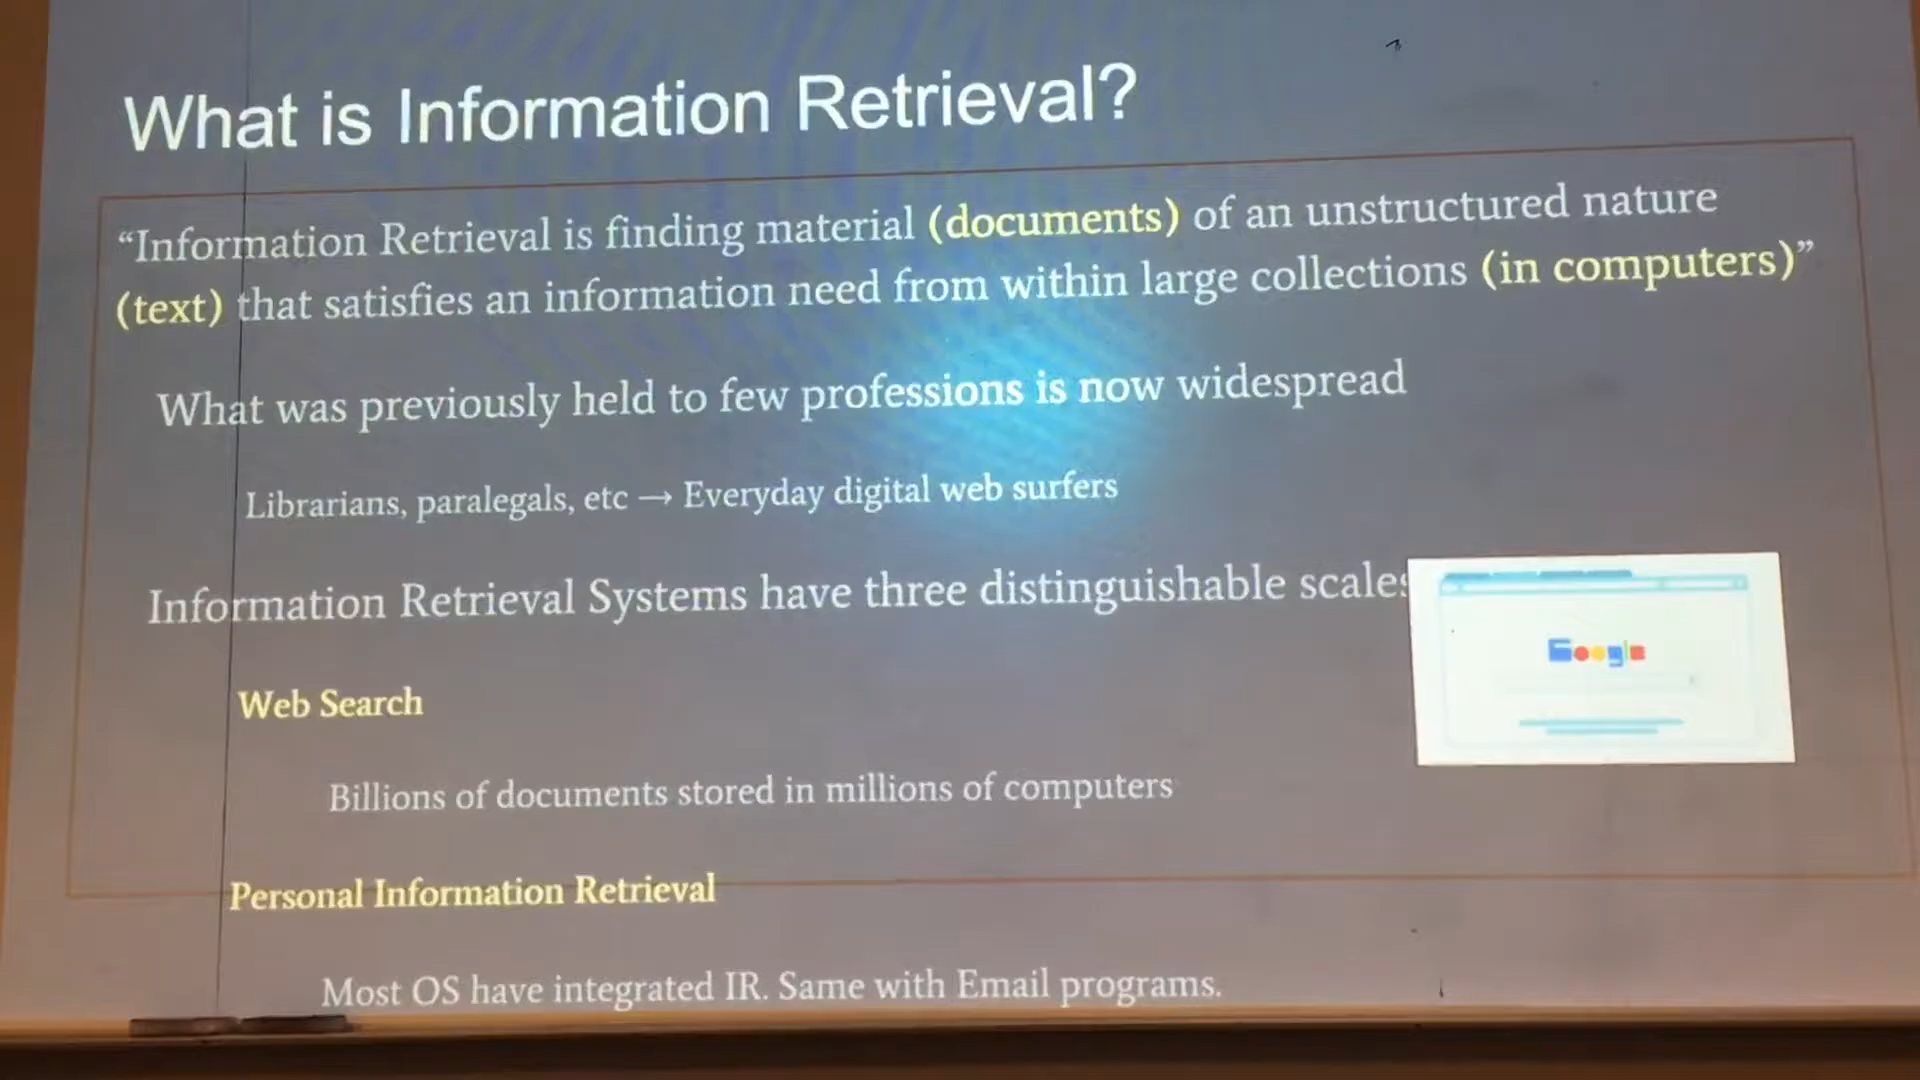 What is Information Retrieval?
“Information Retrieval is finding material (documents) of an unstructured nature
(text) that satisfies an information need from within large collections (in computers)”
What was previously held to few professions is now widespread
Librarians, paralegals, etc → Everyday digital web surfers
Information Retrieval Systems have three distinguishable scales
Google
Web Search
Billions of documents stored in millions of computers
Personal Information Retrieval
Most OS have integrated IR. Same with Email programs.